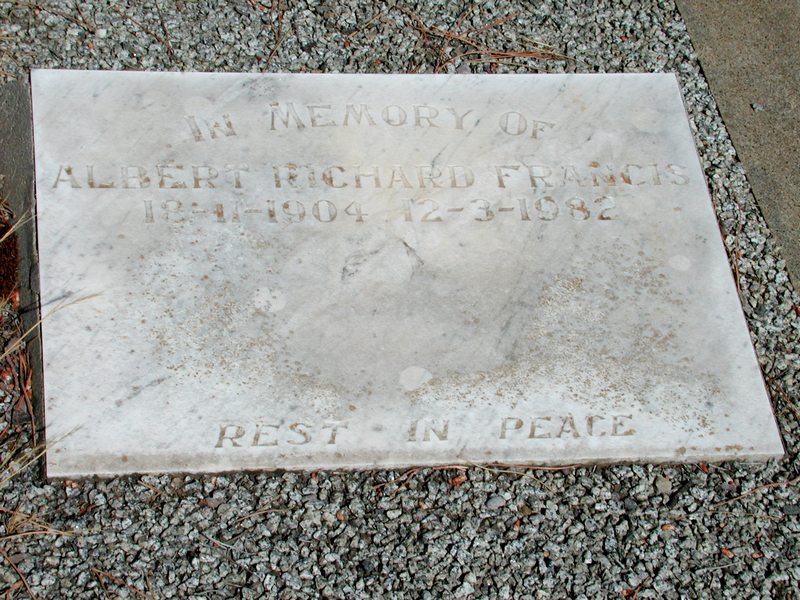 IN MEMORY OF
ALBERT RICHARD FRANCIS
18-11-1904 12-3-1982
REST IN PEACE